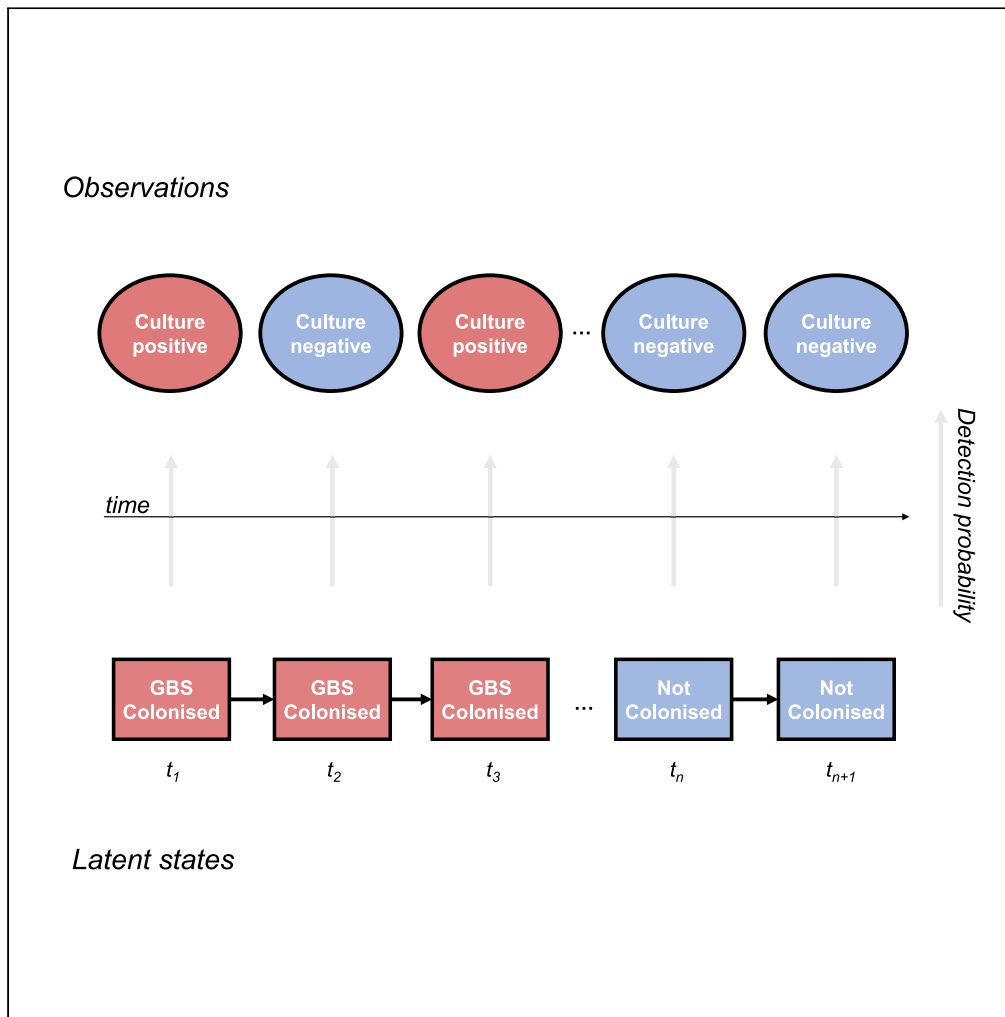 Observations
Culture
positive
Culture
negative
Culture
positive
...
Culture
negative
Culture
negative
Detection probability
time
GBS
Colonised
GBS
Colonised
GBS
Colonised
...
Not
Colonised
Not
Colonised
t1
t2
t3
tn
tn+1
Latent states